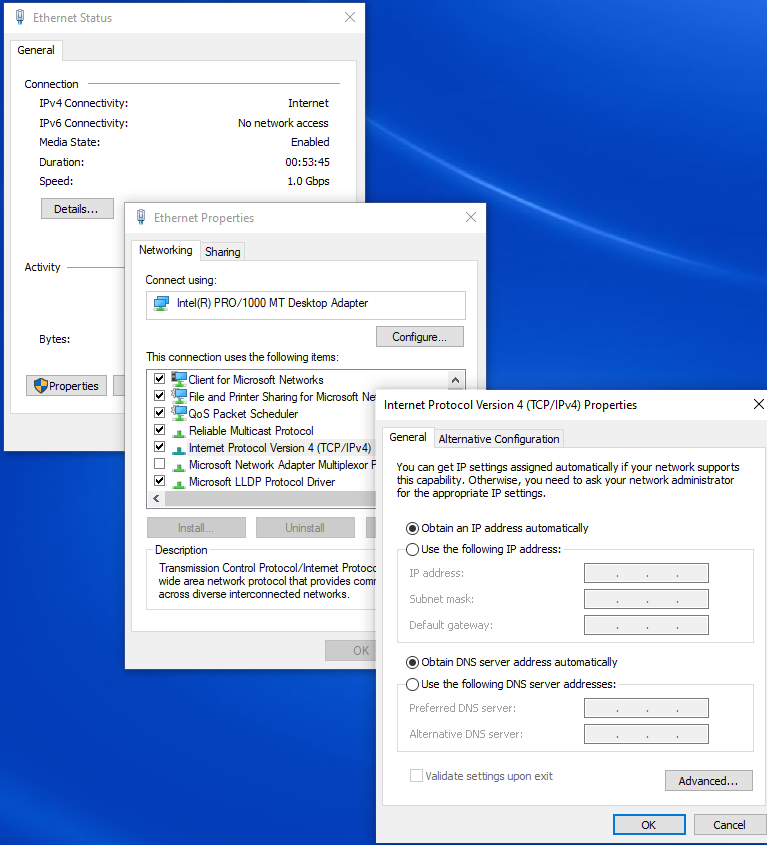 Ethernet Status
General
Connection
IPv4 Connectivity: Internet
IPv6 Connectivity: No network access
Media State: Enabled
Duration: 00:53:45
Speed: 1.0 Gbps
Details...
Activity
Bytes:
Properties
Ethernet Properties
Networking Sharing
Connect using:
Intel(R) PRO/1000 MT Desktop Adapter
Configure...
This connection uses the following items:
Client for Microsoft Networks
File and Printer Sharing for Microsoft Ne
QoS Packet Scheduler
Reliable Multicast Protocol
Internet Protocol Version 4 (TCP/IPv4)
Microsoft Network Adapter Multiplexor P
Microsoft LLDP Protocol Driver
Install... Uninstall
Description
Transmission Control Protocol/Internet Protoco
wide area network protocol that provides comm
across diverse interconnected networks.
OK
Internet Protocol Version 4 (TCP/IPv4) Properties
General Alternative Configuration
You can get IP settings assigned automatically if your network supports
this capability. Otherwise, you need to ask your network administrator
for the appropriate IP settings.
Obtain an IP address automatically
Use the following IP address:
IP address: . . .
Subnet mask: . . .
Default gateway: . . .
Obtain DNS server address automatically
Use the following DNS server addresses:
Preferred DNS server: . . .
Alternative DNS server: . . .
Validate settings upon exit
Advanced...
OK Cancel